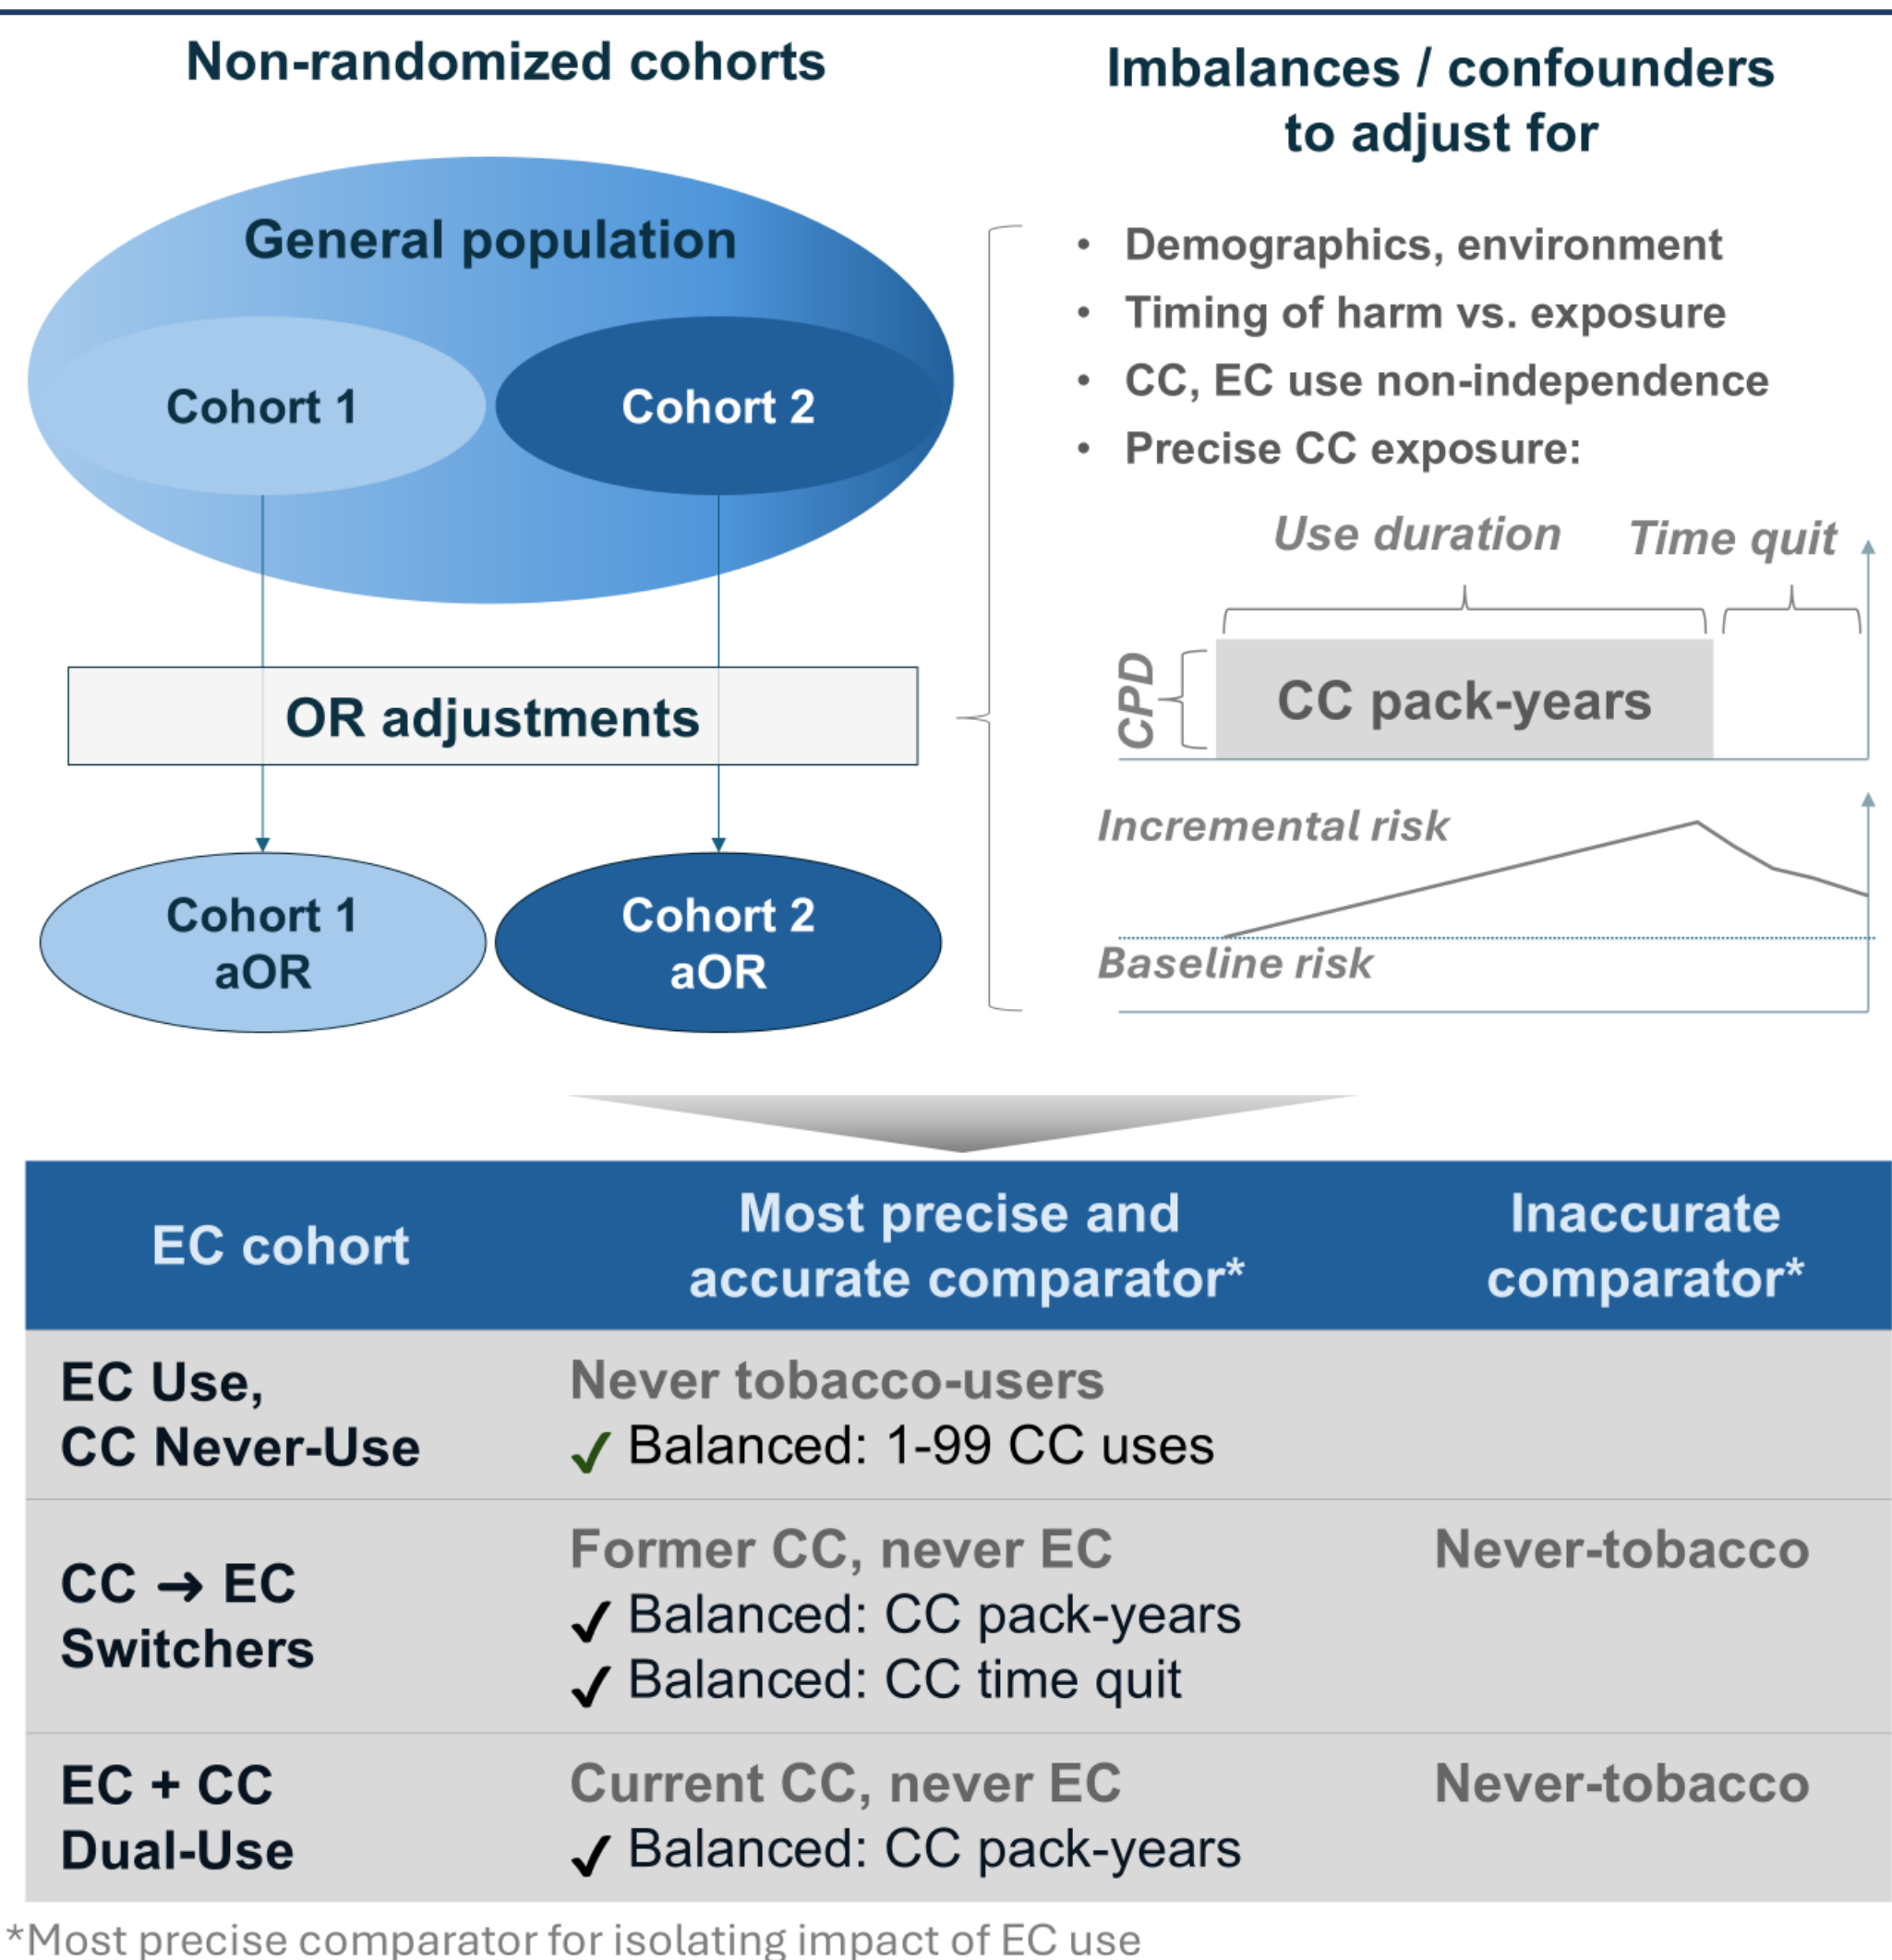 Non-randomized cohorts
General population
Cohort 1
Cohort 2
OR adjustments
Cohort 1
aOR
Cohort 2
aOR
Imbalances / confounders
to adjust for
• Demographics, environment
• Timing of harm vs. exposure
• CC, EC use non-independence
• Precise CC exposure:
Use duration
Time quit
CPD
CC pack-years
Incremental risk
Baseline risk
EC cohort
Most precise and
accurate comparator*
Inaccurate
comparator*
EC Use,
CC Never-Use
Never tobacco-users
✓ Balanced: 1-99 CC uses
CC → EC
Switchers
Former CC, never EC
✓ Balanced: CC pack-years
✓ Balanced: CC time quit
Never-tobacco
EC + CC
Dual-Use
Current CC, never EC
✓ Balanced: CC pack-years
Never-tobacco
*Most precise comparator for isolating impact of EC use